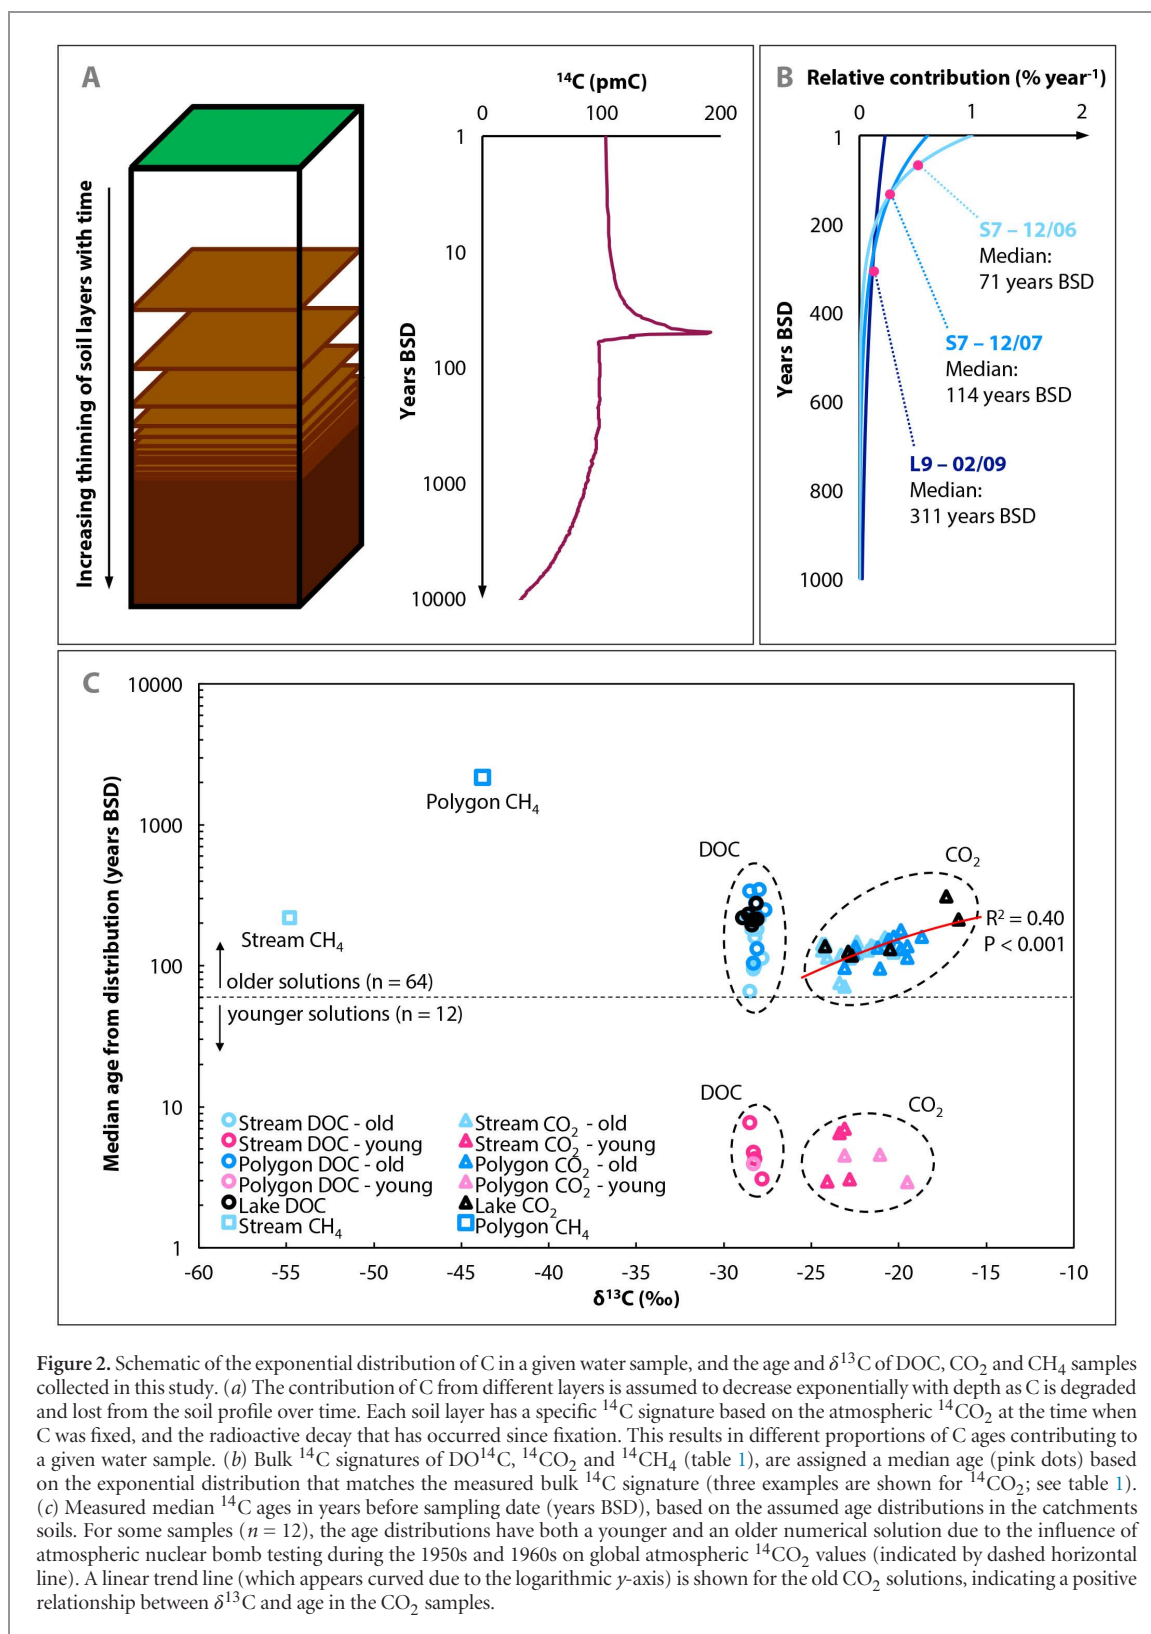 A
Increasing thinning of soil layers with time
¹⁴C (pmC)
0 100 200
Years BSD
1
10
100
1000
10000
B
Relative contribution (% year⁻¹)
0 1 2
Years BSD
1
200
400
600
800
1000
S7 – 12/06
Median:
71 years BSD
S7 – 12/07
Median:
114 years BSD
L9 – 02/09
Median:
311 years BSD
C
Median age from distribution (years BSD)
10000
1000
100
10
1
Polygon CH₄
Stream CH₄
DOC
CO₂
R² = 0.40
P < 0.001
older solutions (n = 64)
younger solutions (n = 12)
DOC
CO₂
Stream DOC - old
Stream DOC - young
Polygon DOC - old
Polygon DOC - young
Lake DOC
Stream CH₄
Stream CO₂ - old
Stream CO₂ - young
Polygon CO₂ - old
Polygon CO₂ - young
Lake CO₂
Polygon CH₄
-60 -55 -50 -45 -40 -35 -30 -25 -20 -15 -10
δ¹³C (‰)
Figure 2. Schematic of the exponential distribution of C in a given water sample, and the age and δ¹³C of DOC, CO₂ and CH₄ samples
collected in this study. (a) The contribution of C from different layers is assumed to decrease exponentially with depth as C is degraded
and lost from the soil profile over time. Each soil layer has a specific ¹⁴C signature based on the atmospheric ¹⁴CO₂ at the time when
C was fixed, and the radioactive decay that has occurred since fixation. This results in different proportions of C ages contributing to
a given water sample. (b) Bulk ¹⁴C signatures of DO¹⁴C, ¹⁴CO₂ and ¹⁴CH₄ (table 1), are assigned a median age (pink dots) based
on the exponential distribution that matches the measured bulk ¹⁴C signature (three examples are shown for ¹⁴CO₂; see table 1).
(c) Measured median ¹⁴C ages in years before sampling date (years BSD), based on the assumed age distributions in the catchments
soils. For some samples (n = 12), the age distributions have both a younger and an older numerical solution due to the influence of
atmospheric nuclear bomb testing during the 1950s and 1960s on global atmospheric ¹⁴CO₂ values (indicated by dashed horizontal
line). A linear trend line (which appears curved due to the logarithmic y-axis) is shown for the old CO₂ solutions, indicating a positive
relationship between δ¹³C and age in the CO₂ samples.